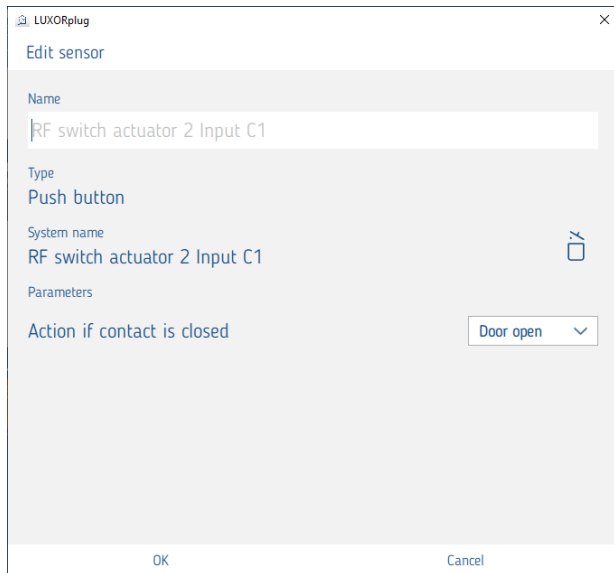 LUXORplug
Edit sensor
Name
RF switch actuator 2 Input C1
Type
Push button
System name
RF switch actuator 2 Input C1
Parameters
Action if contact is closed Door open
OK Cancel